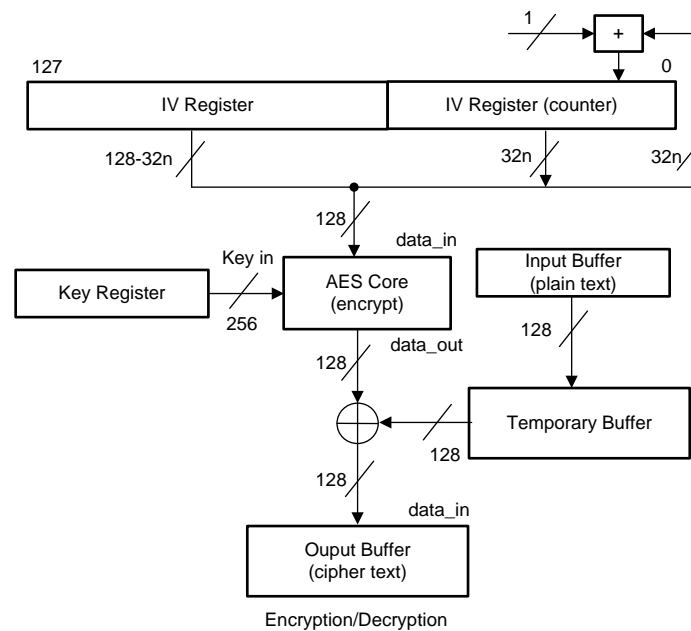 1
+
127
0
IV Register
IV Register (counter)
128-32n
32n
32n
128
data_in
Key in
Key Register
AES Core
(encrypt)
Input Buffer
(plain text)
256
data_out
128
128
Temporary Buffer
128
128
data_in
Ouput Buffer
(cipher text)
Encryption/Decryption